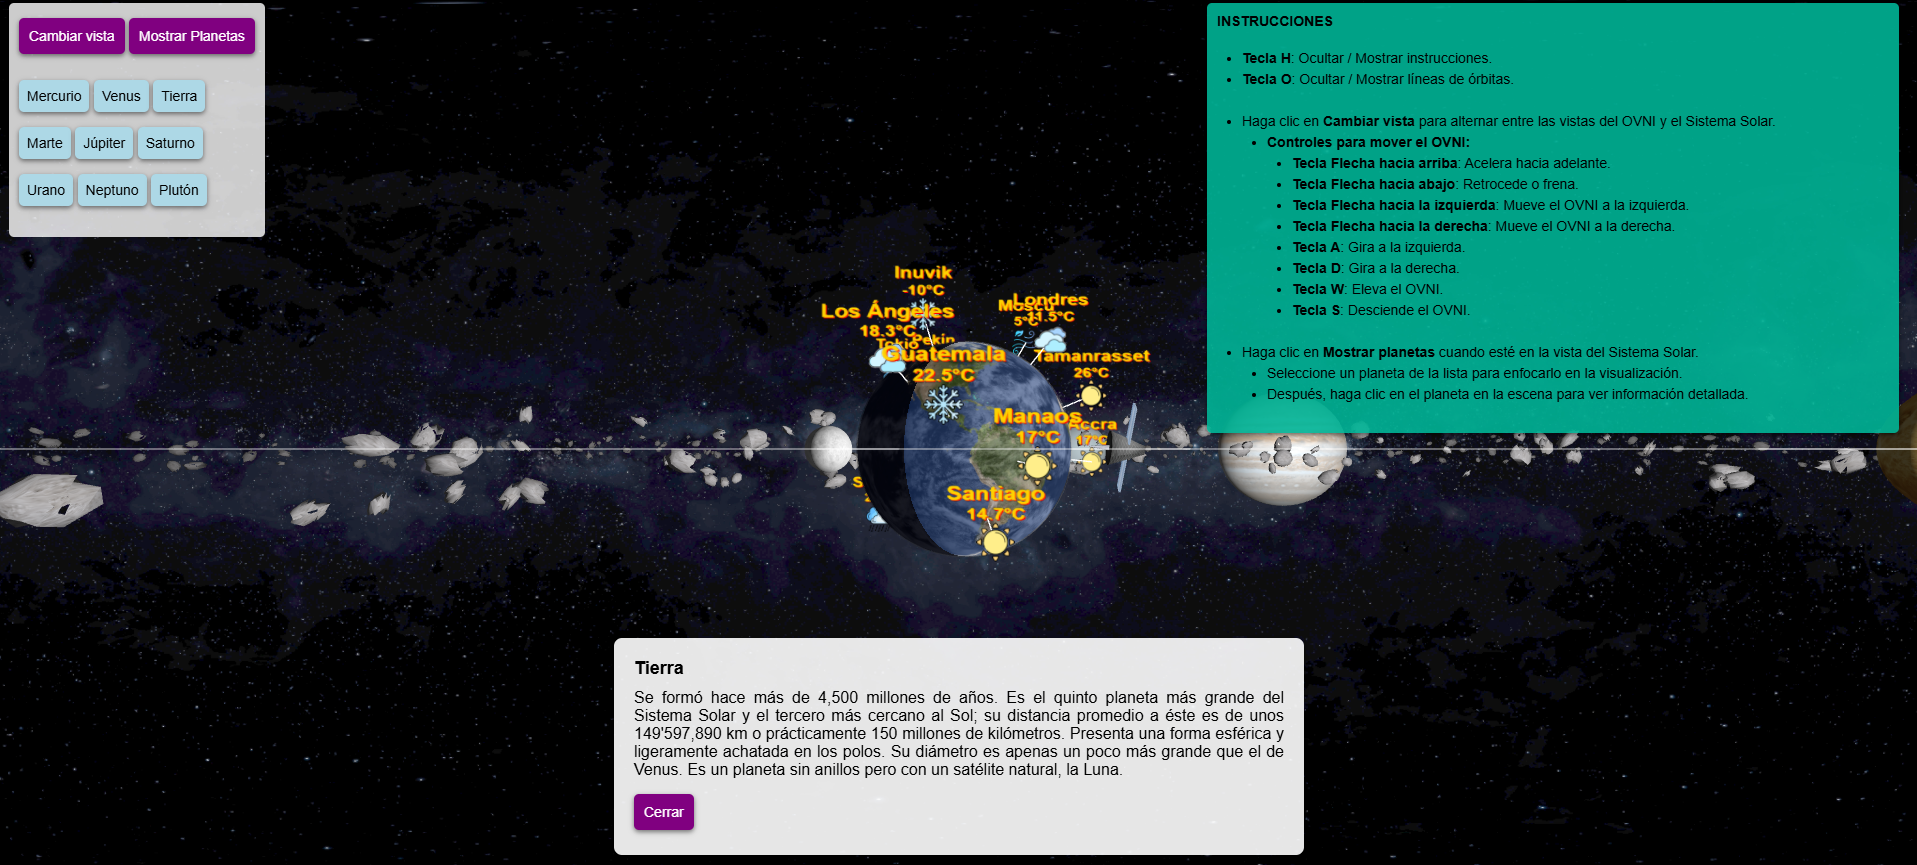 Cambiar vista
Mostrar Planetas
Mercurio
Venus
Tierra
Marte
Júpiter
Saturno
Urano
Neptuno
Plutón
INSTRUCCIONES
Tecla H: Ocultar / Mostrar instrucciones.
Tecla O: Ocultar / Mostrar líneas de órbitas.
Haga clic en Cambiar vista para alternar entre las vistas del OVNI y el Sistema Solar.
Controles para mover el OVNI:
Tecla Flecha hacia arriba: Acelera hacia adelante.
Tecla Flecha hacia abajo: Retrocede o frena.
Tecla Flecha hacia la izquierda: Mueve el OVNI a la izquierda.
Tecla Flecha hacia la derecha: Mueve el OVNI a la derecha.
Tecla A: Gira a la izquierda.
Tecla D: Gira a la derecha.
Tecla W: Eleva el OVNI.
Tecla S: Desciende el OVNI.
Haga clic en Mostrar planetas cuando esté en la vista del Sistema Solar.
Seleccione un planeta de la lista para enfocarlo en la visualización.
Después, haga clic en el planeta en la escena para ver información detallada.
Inuvik
-10°C
Los Ángeles
18.3°C
Tokio
Pekin
Guatemala
22.5°C
Moscú
5°C
Londres
11.5°C
Tamanrasset
26°C
Manaos
17°C
Accra
17°C
Santiago
14.7°C
Tierra
Se formó hace más de 4,500 millones de años. Es el quinto planeta más grande del
Sistema Solar y el tercero más cercano al Sol; su distancia promedio a éste es de unos
149'597,890 km o prácticamente 150 millones de kilómetros. Presenta una forma esférica y
ligeramente achatada en los polos. Su diámetro es apenas un poco más grande que el de
Venus. Es un planeta sin anillos pero con un satélite natural, la Luna.
Cerrar